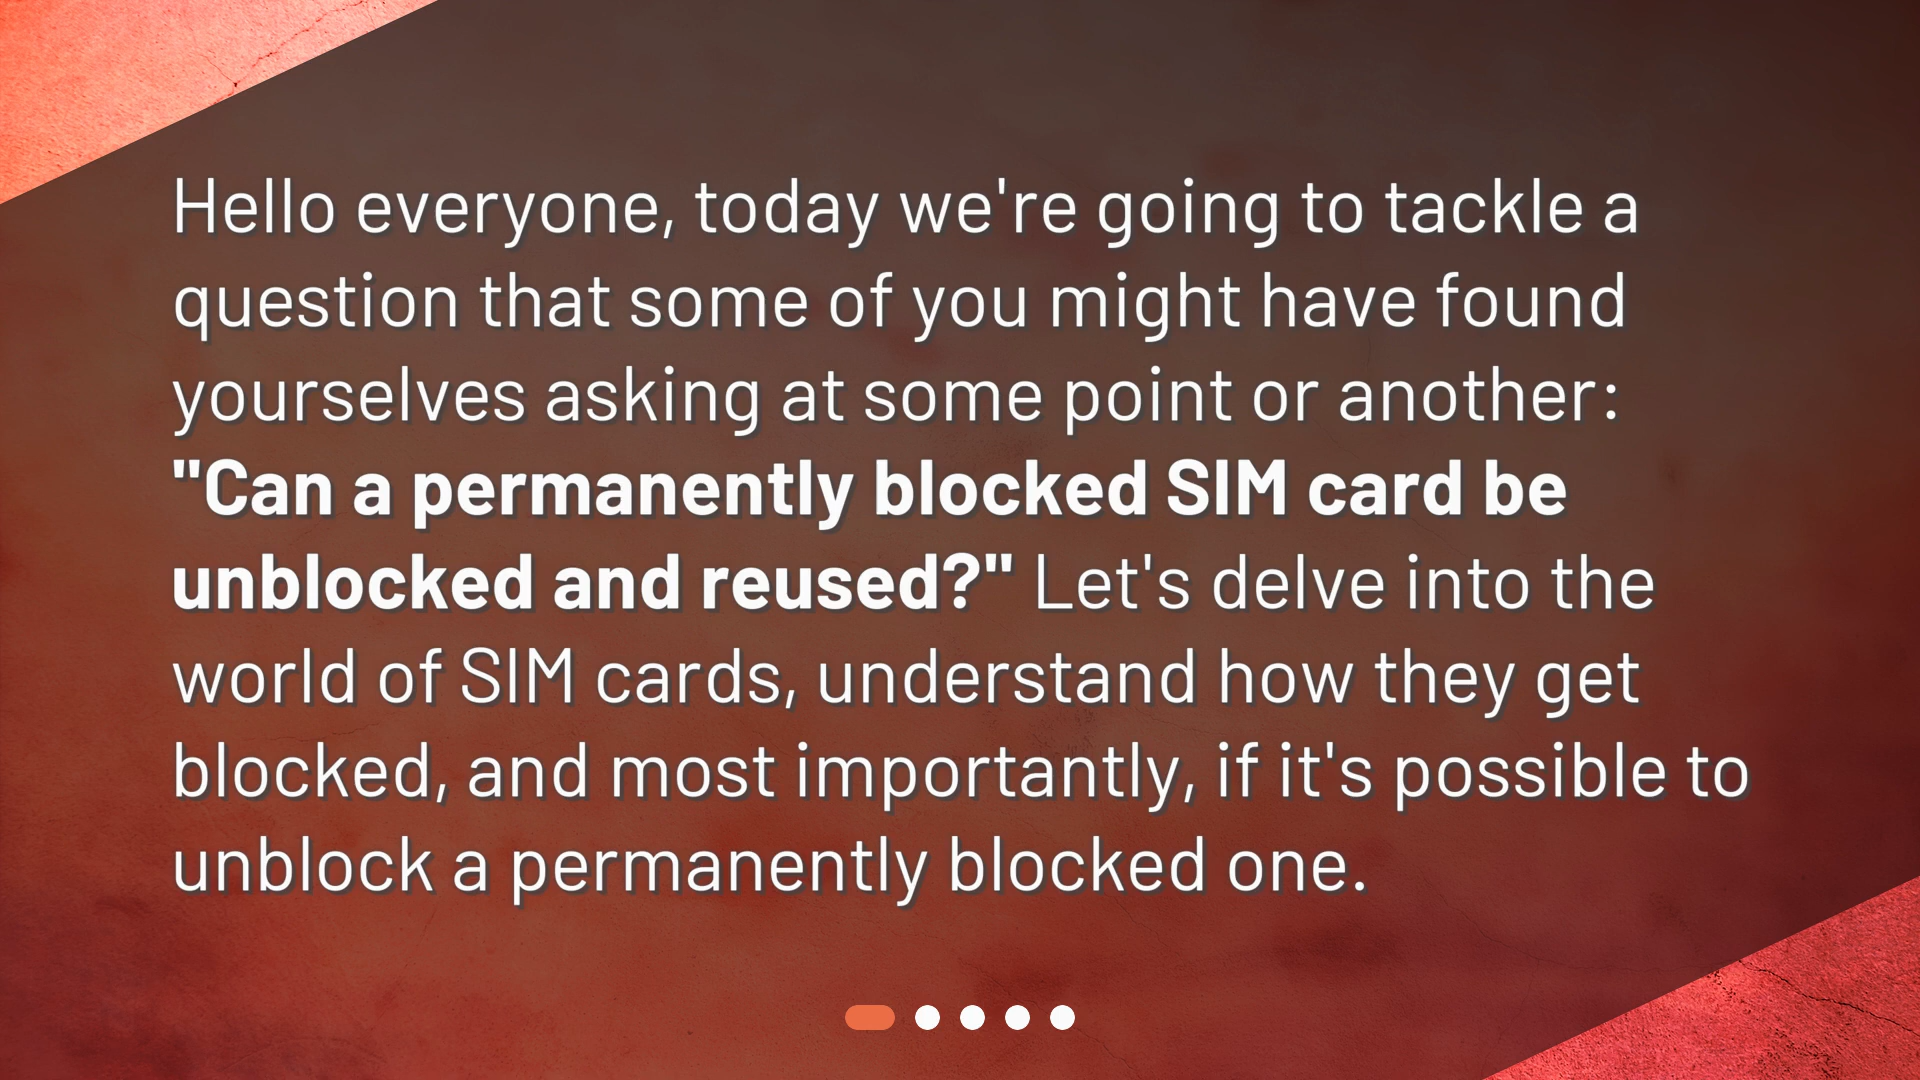 Hello everyone, today we're going to tackle a
question that some of you might have found
yourselves asking at some point or another:
"Can a permanently blocked SIM card be
unblocked and reused?" Let's delve into the
world of SIM cards, understand how they get
blocked, and most importantly, if it's possible to
unblock a permanently blocked one.